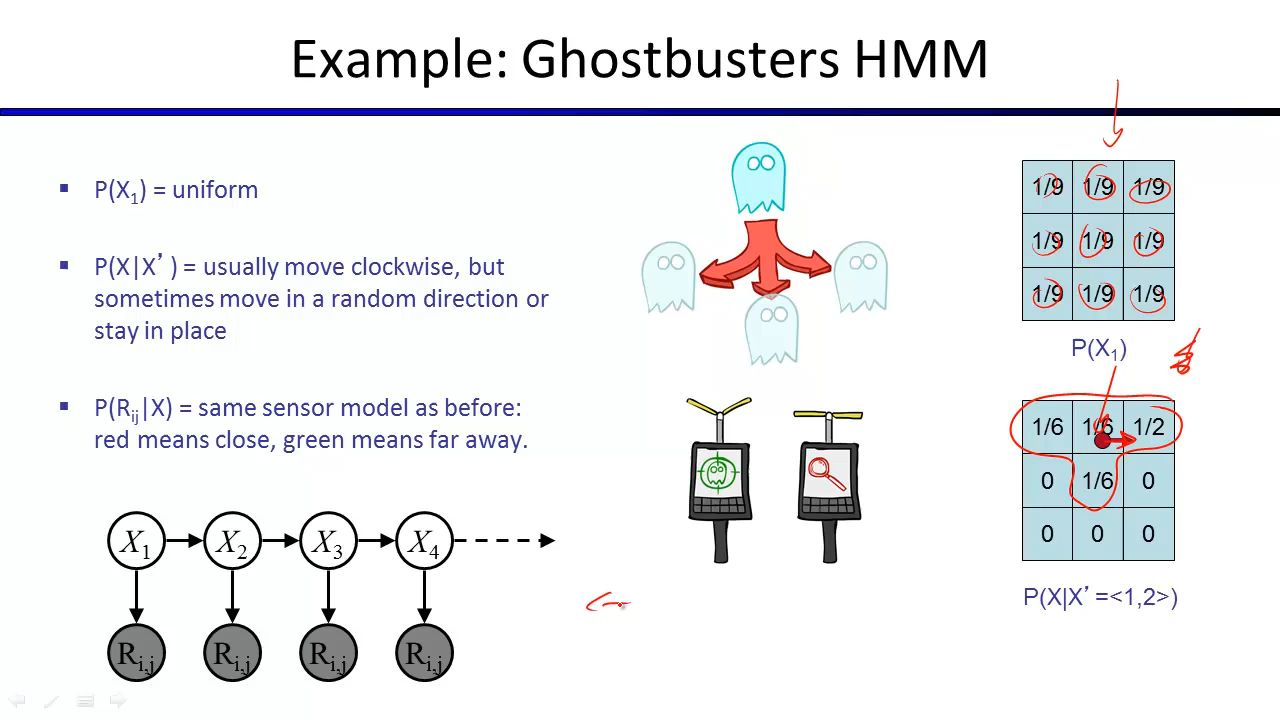 Example: Ghostbusters HMM
▪ P(X₁) = uniform
▪ P(X|X’ ) = usually move clockwise, but
sometimes move in a random direction or
stay in place
▪ P(Rᵢⱼ|X) = same sensor model as before:
red means close, green means far away.
X₁ X₂ X₃ X₄
Rᵢ,ⱼ Rᵢ,ⱼ Rᵢ,ⱼ Rᵢ,ⱼ
1/9 1/9 1/9
1/9 1/9 1/9
1/9 1/9 1/9
P(X₁)
1/6 1/6 1/2
0 1/6 0
0 0 0
P(X|X’=<1,2>)